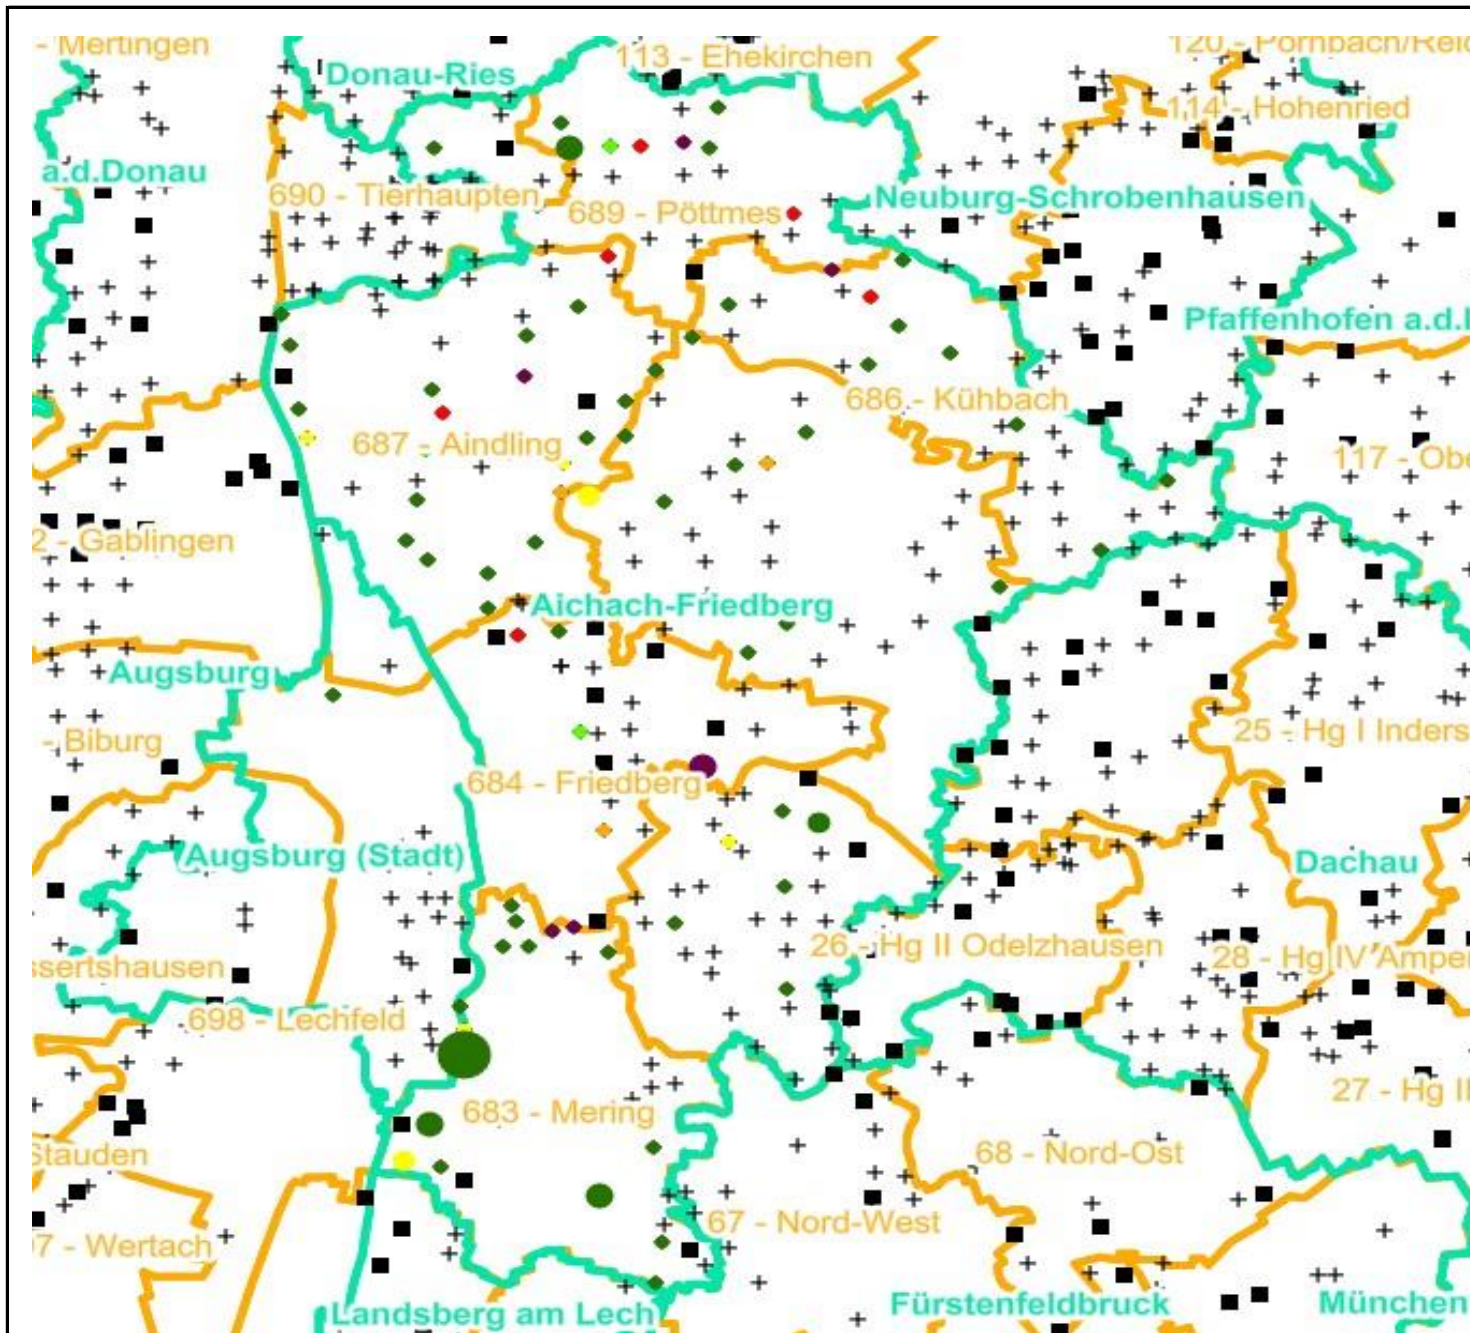 - Mertingen
113 - Ehekirchen
Donau-Ries
114 - Hohenried
a.d.Donau
690 - Tierhaupten
689 - Pöttmes
Neuburg-Schrobenhausen
Pfaffenhofen a.d.I
686 - Kühbach
687 - Aindling
117 - Obe
2 - Gablingen
Aichach-Friedberg
Augsburg
- Biburg
25 - Hg I Inders
684 - Friedberg
Augsburg (Stadt)
Dachau
26 - Hg II Odelzhausen
28 - Hg IV Amper
ssertshausen
698 - Lechfeld
27 - Hg II
683 - Mering
Stauden
68 - Nord-Ost
67 - Nord-West
07 - Wertach
Landsberg am Lech
Fürstenfeldbruck
München